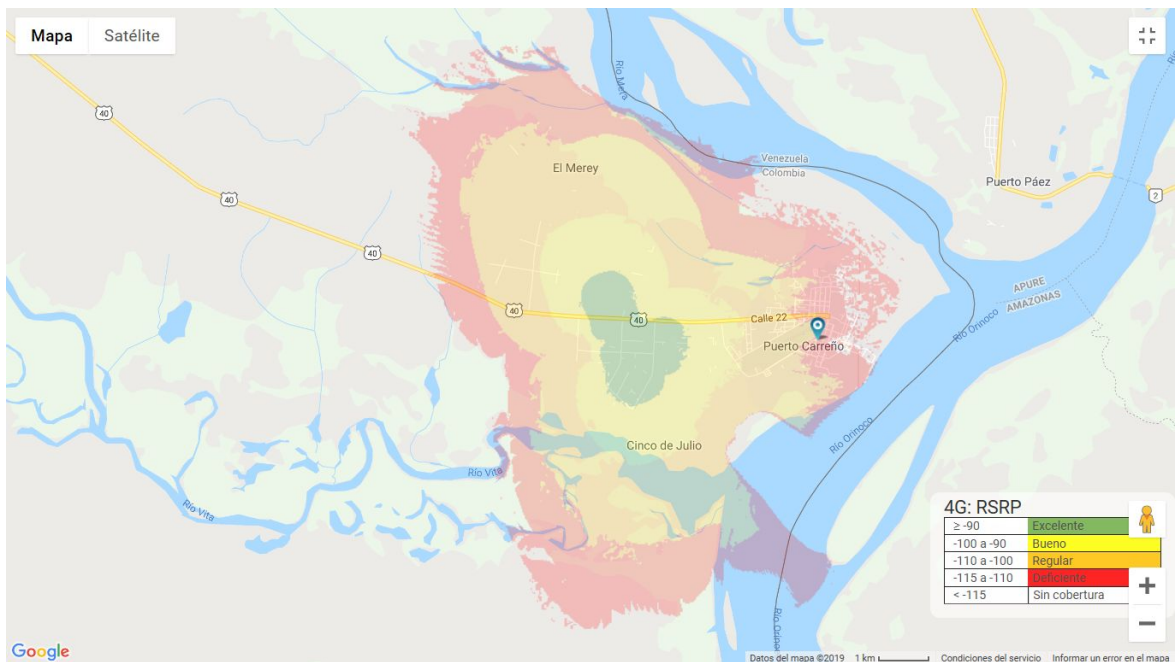 Mapa
Satélite
40
40
40
40
40
Río Meta
Venezuela
Colombia
El Merey
Puerto Páez
2
APURE
AMAZONAS
Río Orinoco
Calle 22
Puerto Carreño
Cinco de Julio
Río Orinoco
Río Vita
Río Vita
Río Orinoco
4G: RSRP
≥ -90 Excelente
-100 a -90 Bueno
-110 a -100 Regular
-115 a -110 Deficiente
< -115 Sin cobertura
+
−
Google
Datos del mapa ©2019 1 km Condiciones del servicio Informar un error en el mapa